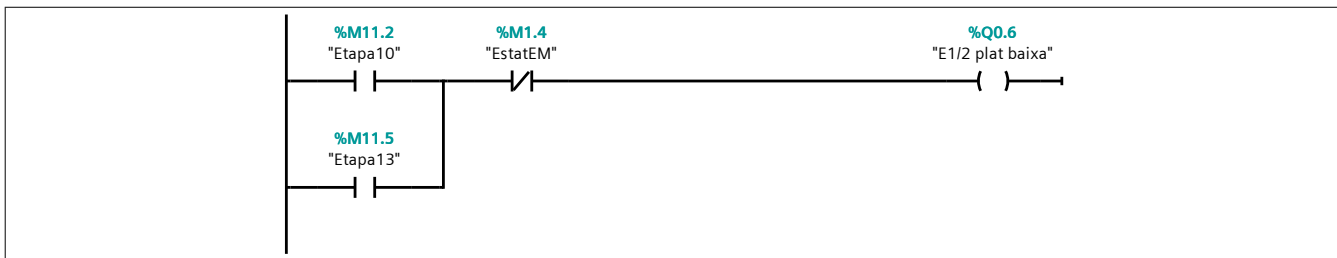 %M11.2
"Etapa10"
%M1.4
"EstatEM"
%Q0.6
"E1/2 plat baixa"
%M11.5
"Etapa13"